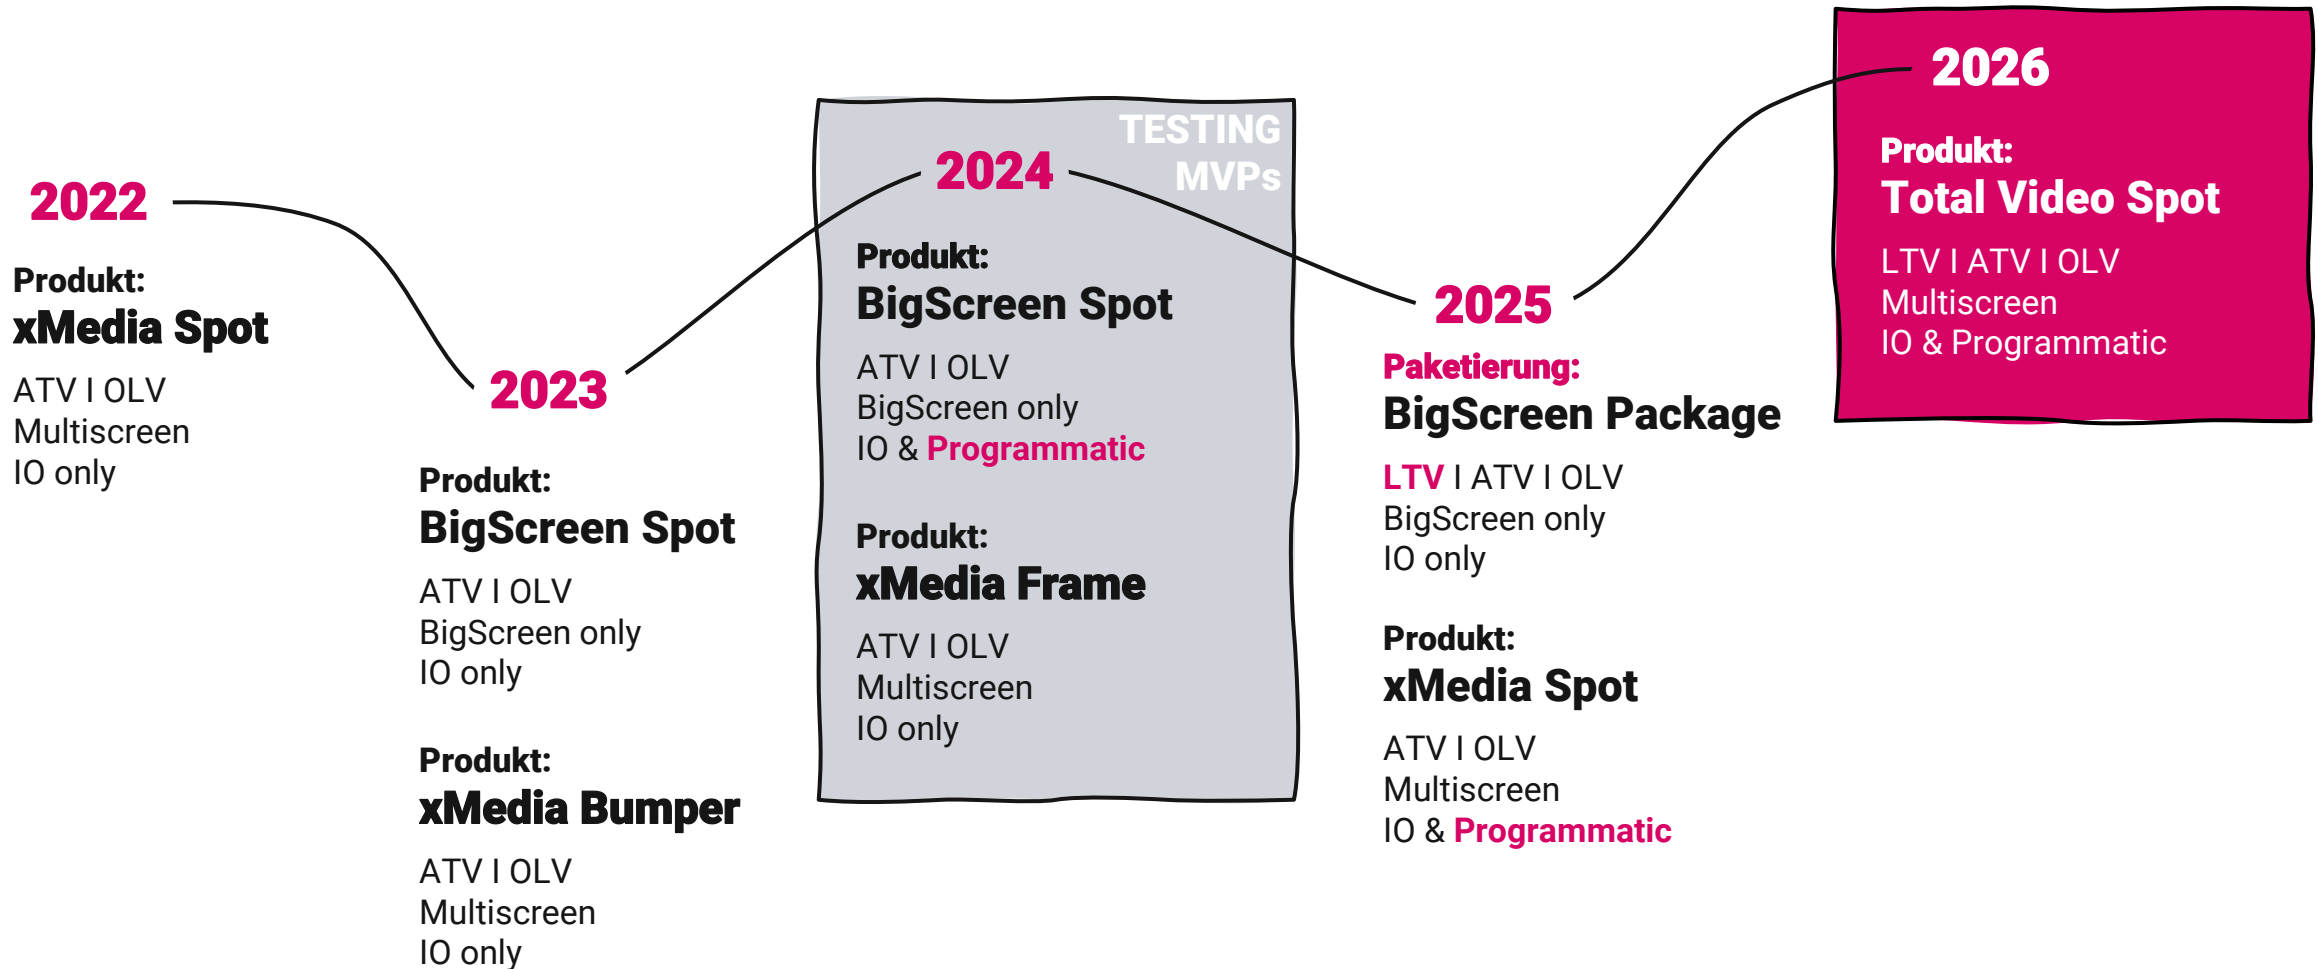 2022
Produkt:
xMedia Spot
ATV I OLV
Multiscreen
IO only
2023
Produkt:
BigScreen Spot
ATV I OLV
BigScreen only
IO only
Produkt:
xMedia Bumper
ATV I OLV
Multiscreen
IO only
TESTING
MVPs
2024
Produkt:
BigScreen Spot
ATV I OLV
BigScreen only
IO & Programmatic
Produkt:
xMedia Frame
ATV I OLV
Multiscreen
IO only
2025
Paketierung:
BigScreen Package
LTV I ATV I OLV
BigScreen only
IO only
Produkt:
xMedia Spot
ATV I OLV
Multiscreen
IO & Programmatic
2026
Produkt:
Total Video Spot
LTV I ATV I OLV
Multiscreen
IO & Programmatic